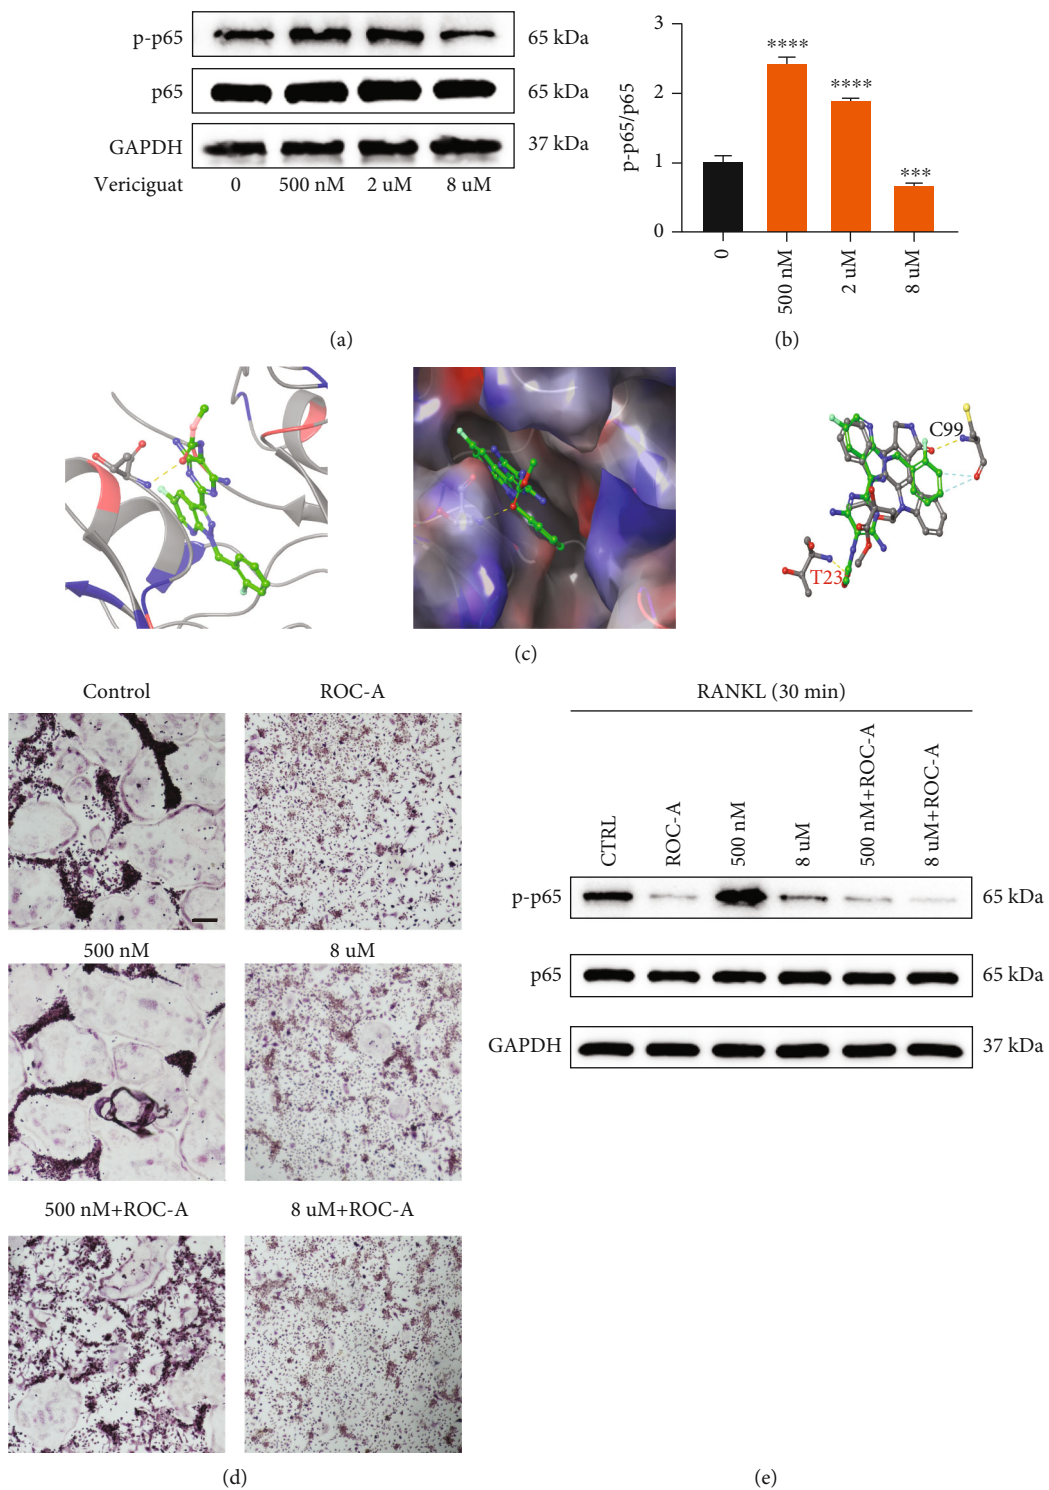 p-p65 65 kDa
p65 65 kDa
GAPDH 37 kDa
Vericiguat 0 500 nM 2 uM 8 uM
(a)
p-p65/p65
3
2
1
0
****
****
***
0 500 nM 2 uM 8 uM
(b)
C99
T23
(c)
Control ROC-A
500 nM 8 uM
500 nM+ROC-A 8 uM+ROC-A
(d)
RANKL (30 min)
CTRL ROC-A 500 nM 8 uM 500 nM+ROC-A 8 uM+ROC-A
p-p65 65 kDa
p65 65 kDa
GAPDH 37 kDa
(e)